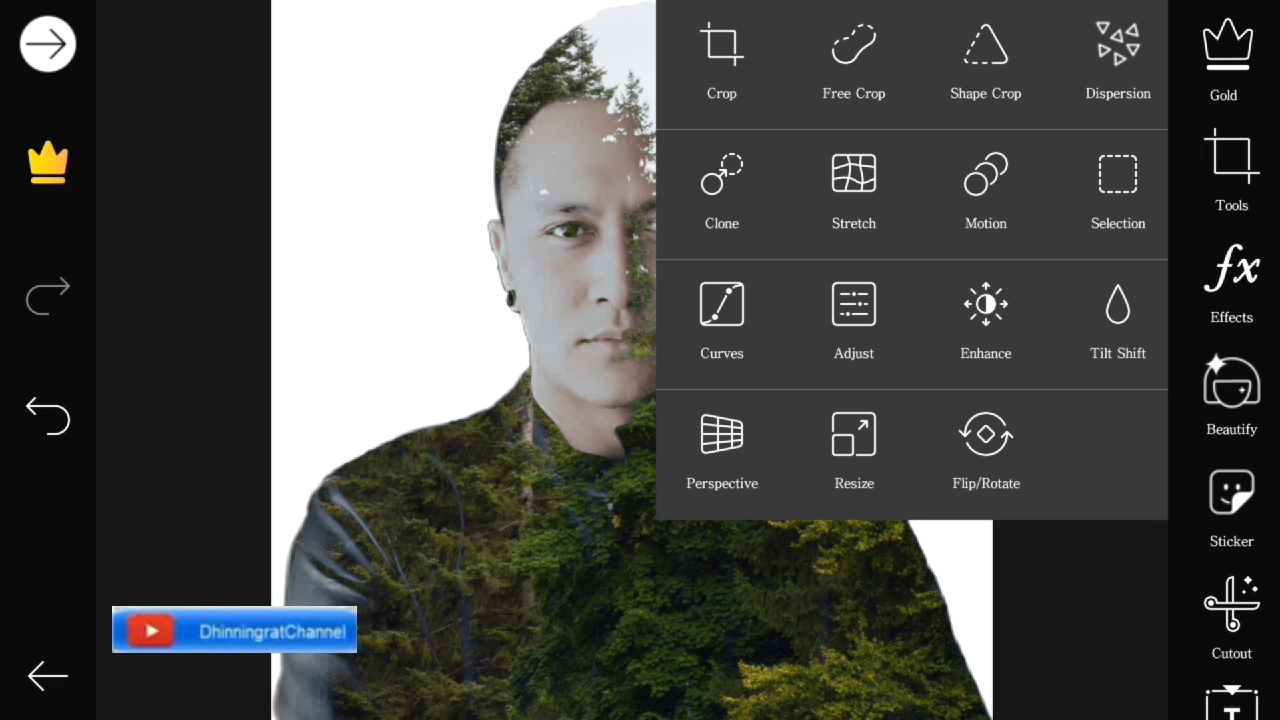 Crop
Free Crop
Shape Crop
Dispersion
Clone
Stretch
Motion
Selection
Curves
Adjust
Enhance
Tilt Shift
Perspective
Resize
Flip/Rotate
Gold
Tools
fx
Effects
Beautify
Sticker
Cutout
T
DhinningratChannel